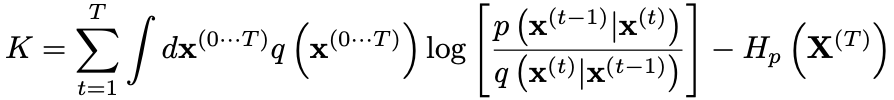 K = \sum_{t=1}^{T} \int d\mathbf{x}^{(0\cdots T)} q\left(\mathbf{x}^{(0\cdots T)}\right) \log\left[\frac{p\left(\mathbf{x}^{(t-1)}|\mathbf{x}^{(t)}\right)}{q\left(\mathbf{x}^{(t)}|\mathbf{x}^{(t-1)}\right)}\right] - H_p\left(\mathbf{X}^{(T)}\right)